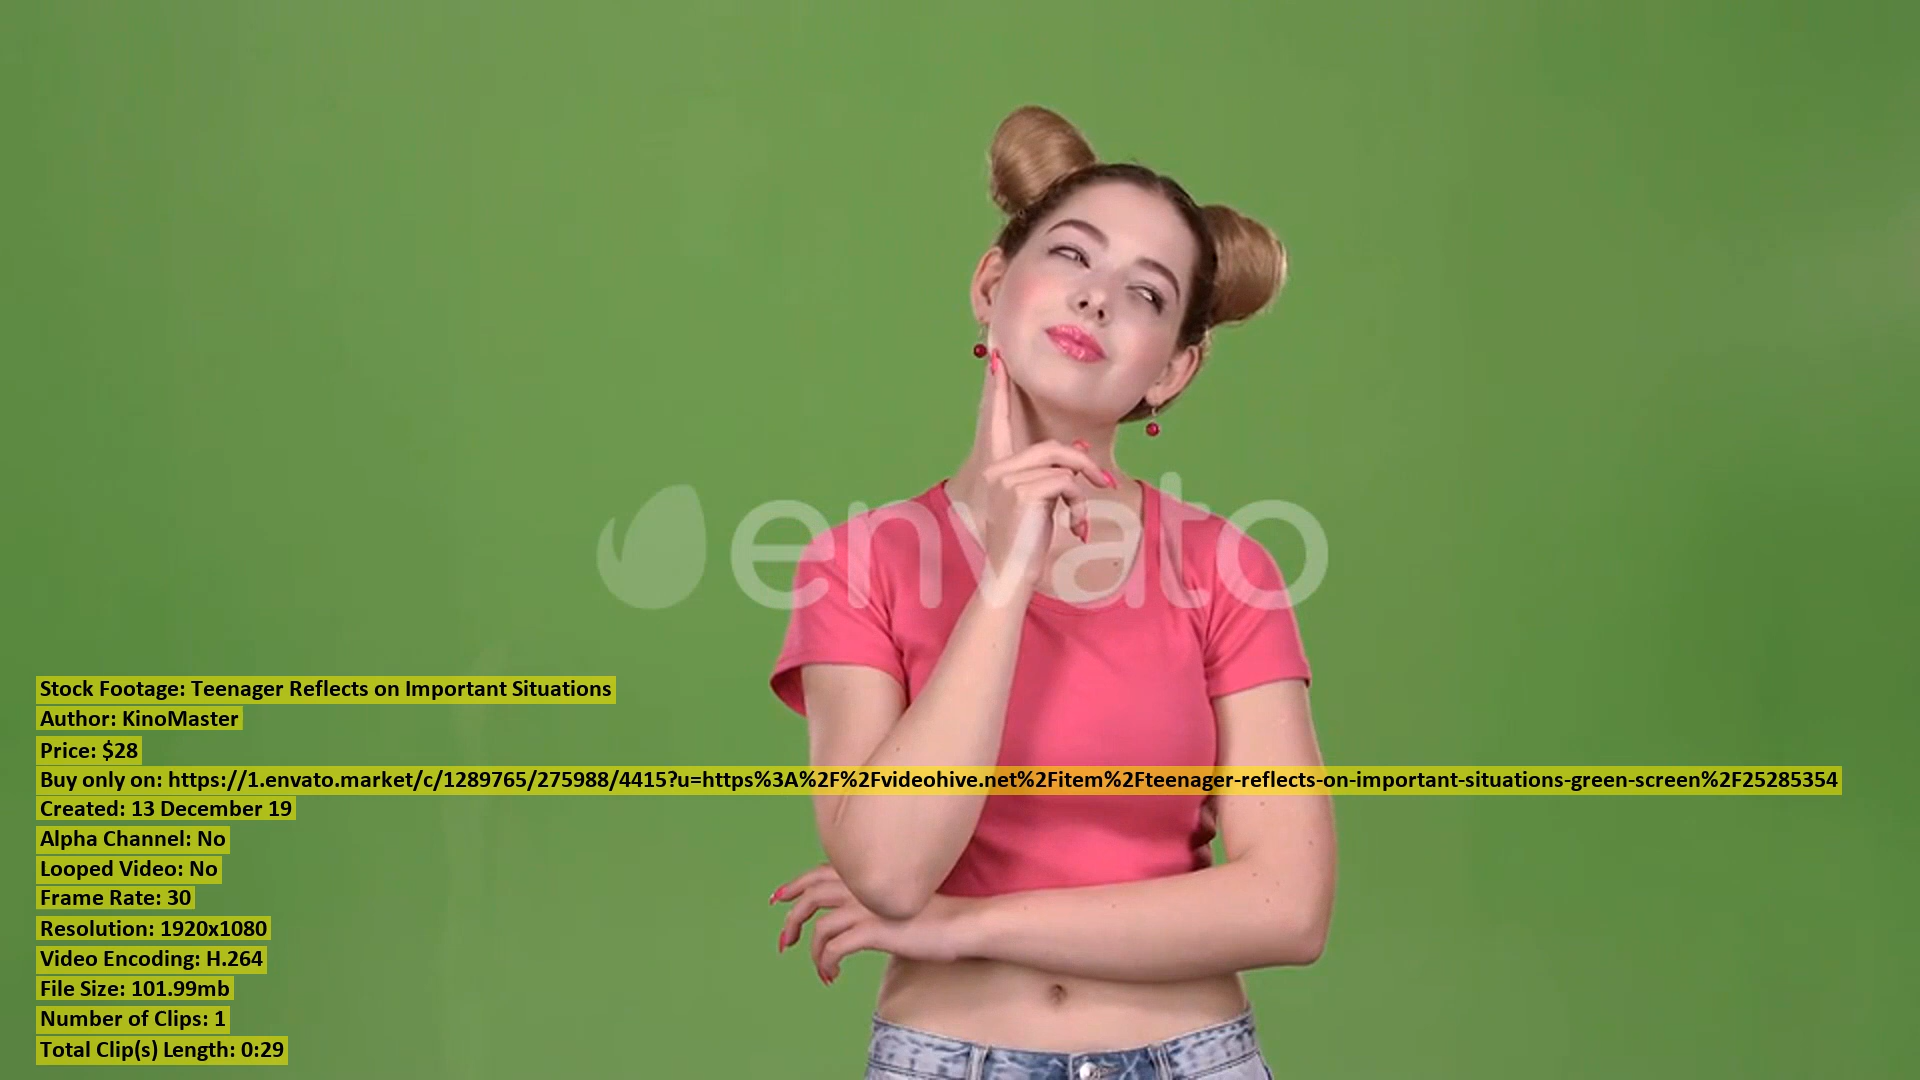 envato
Stock Footage: Teenager Reflects on Important Situations
Author: KinoMaster
Price: $28
Buy only on: https://1.envato.market/c/1289765/275988/4415?u=https%3A%2F%2Fvideohive.net%2Fitem%2Fteenager-reflects-on-important-situations-green-screen%2F25285354
Created: 13 December 19
Alpha Channel: No
Looped Video: No
Frame Rate: 30
Resolution: 1920x1080
Video Encoding: H.264
File Size: 101.99mb
Number of Clips: 1
Total Clip(s) Length: 0:29